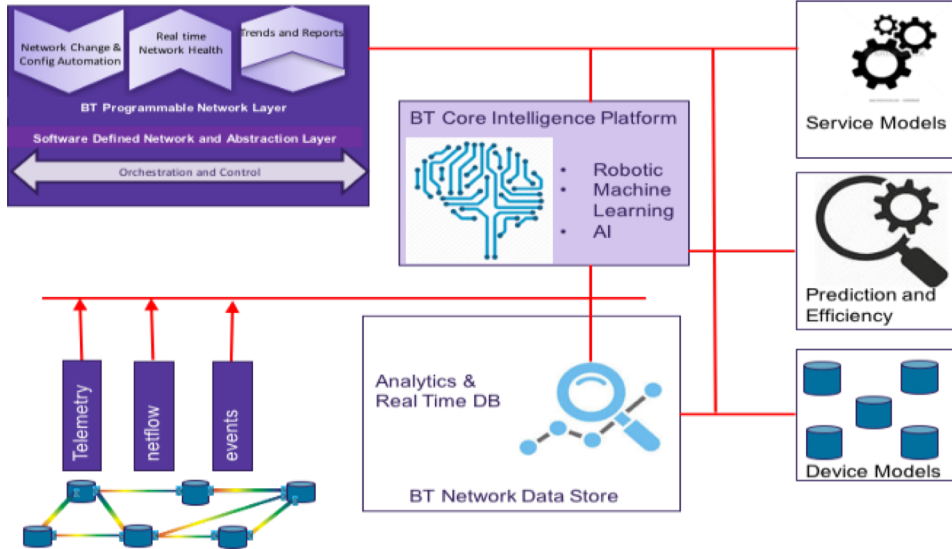 Network Change &
Config Automation
Real time
Network Health
Trends and Reports
BT Programmable Network Layer
Software Defined Network and Abstraction Layer
Orchestration and Control
BT Core Intelligence Platform
• Robotic
• Machine
Learning
• AI
Service Models
Prediction and
Efficiency
Device Models
Telemetry
netflow
events
Analytics &
Real Time DB
BT Network Data Store